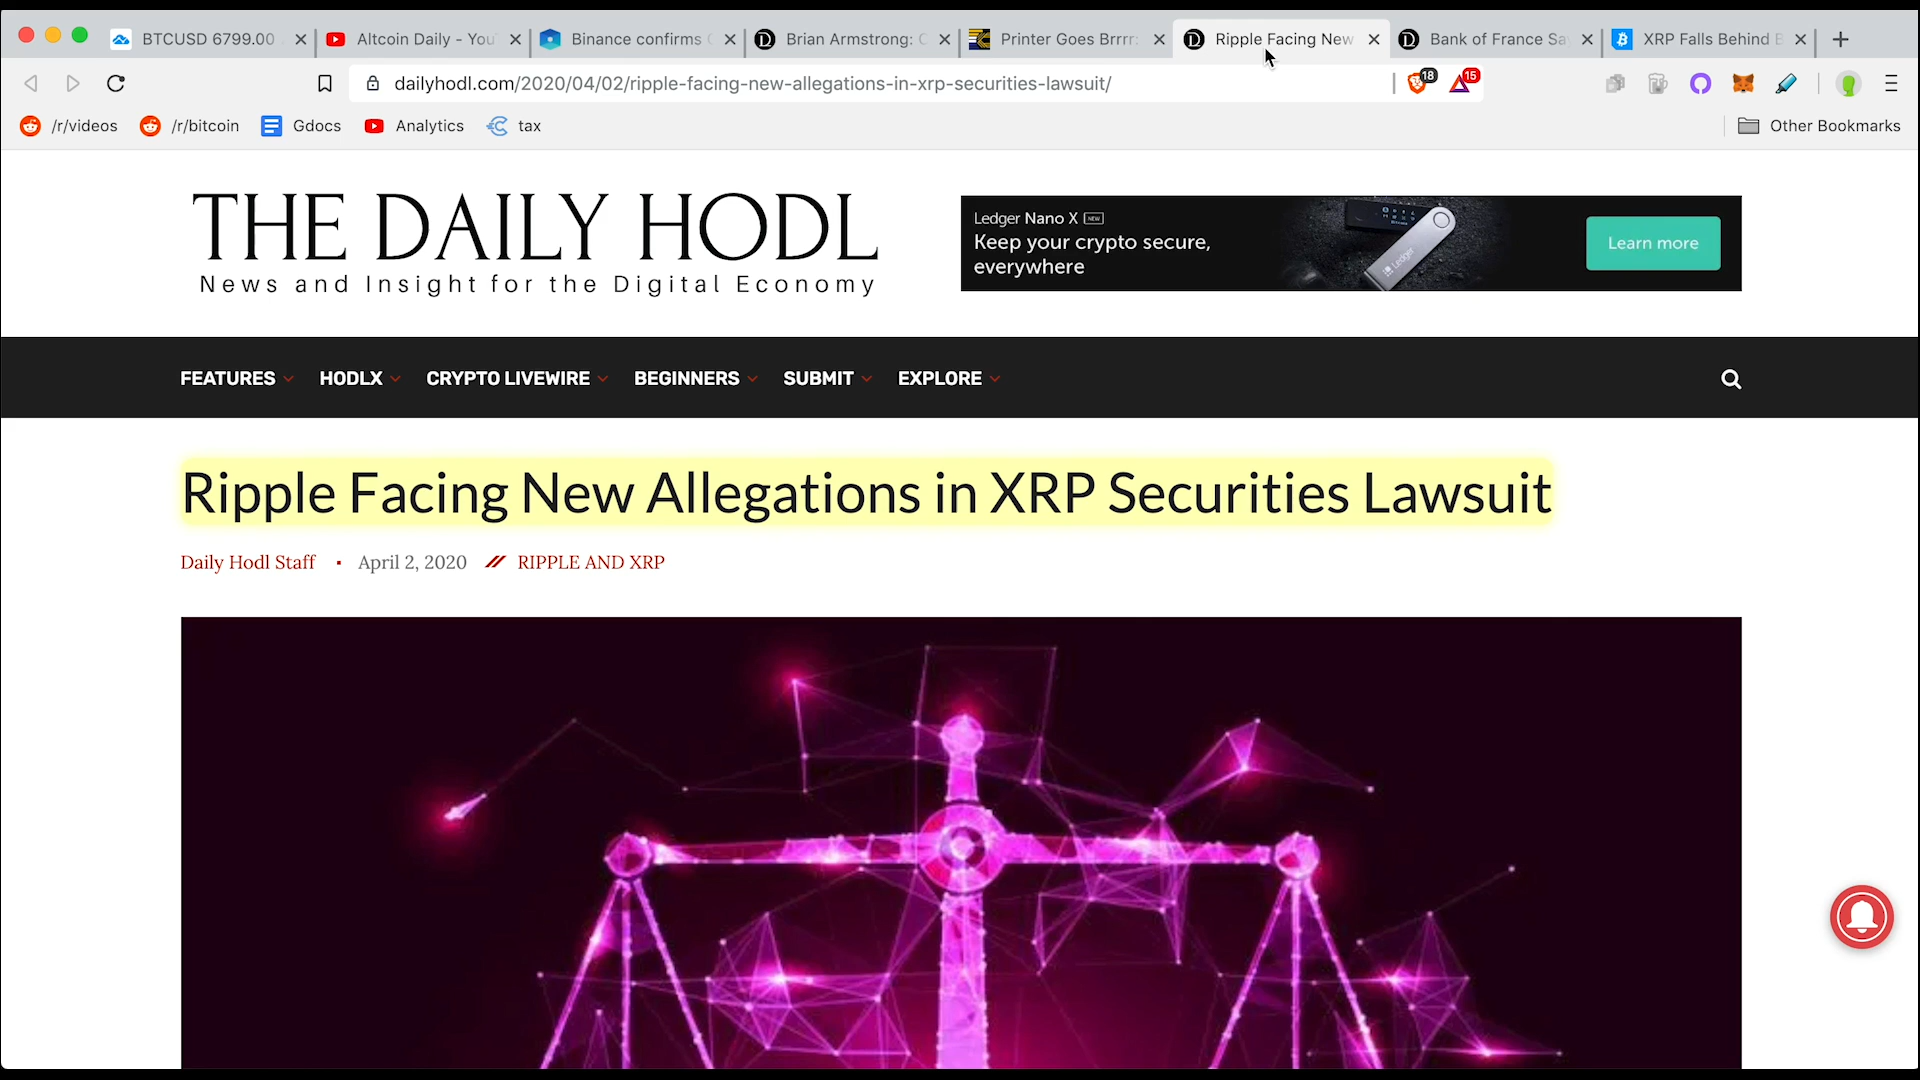 BTCUSD 6799.00
Altcoin Daily - You
Binance confirms
Brian Armstrong: C
Printer Goes Brrrr:
Ripple Facing New
Bank of France Sa
XRP Falls Behind B
dailyhodl.com/2020/04/02/ripple-facing-new-allegations-in-xrp-securities-lawsuit/
18
15
/r/videos
/r/bitcoin
Gdocs
Analytics
tax
Other Bookmarks
THE DAILY HODL
News and Insight for the Digital Economy
Ledger Nano X NEW
Keep your crypto secure,
everywhere
Ledger
Learn more
FEATURES
HODLX
CRYPTO LIVEWIRE
BEGINNERS
SUBMIT
EXPLORE
Ripple Facing New Allegations in XRP Securities Lawsuit
Daily Hodl Staff
April 2, 2020
RIPPLE AND XRP